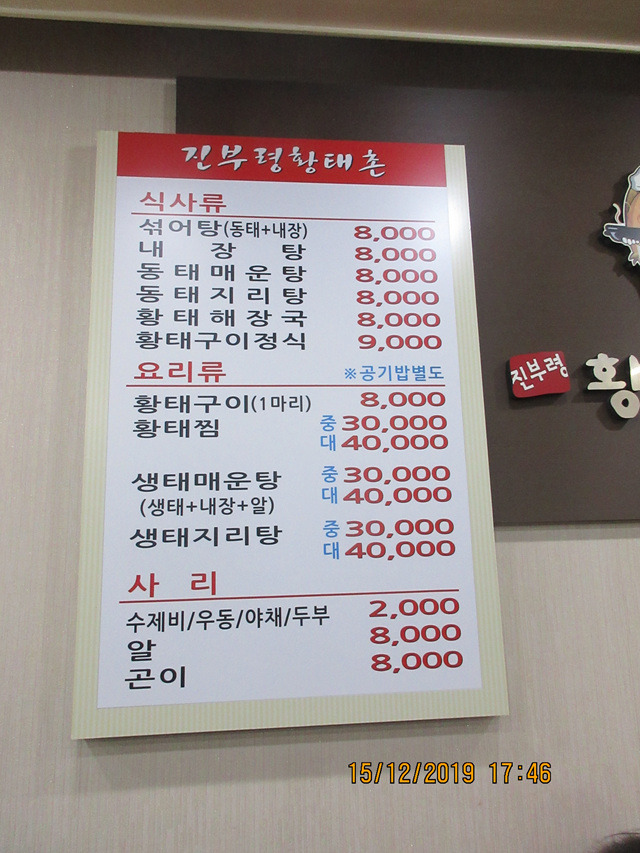 진부령황태촌
식사류
섞어탕(동태+내장) 8,000
내 장 탕 8,000
동태매운탕 8,000
동태지리탕 8,000
황태해장국 8,000
황태구이정식 9,000
요리류 ※공기밥별도
황태구이(1마리) 8,000
황태찜 중 30,000
대 40,000
생태매운탕 중 30,000
(생태+내장+알) 대 40,000
생태지리탕 중 30,000
대 40,000
사 리
수제비/우동/야채/두부 2,000
알 8,000
곤이 8,000
진부령 황
15/12/2019 17:46